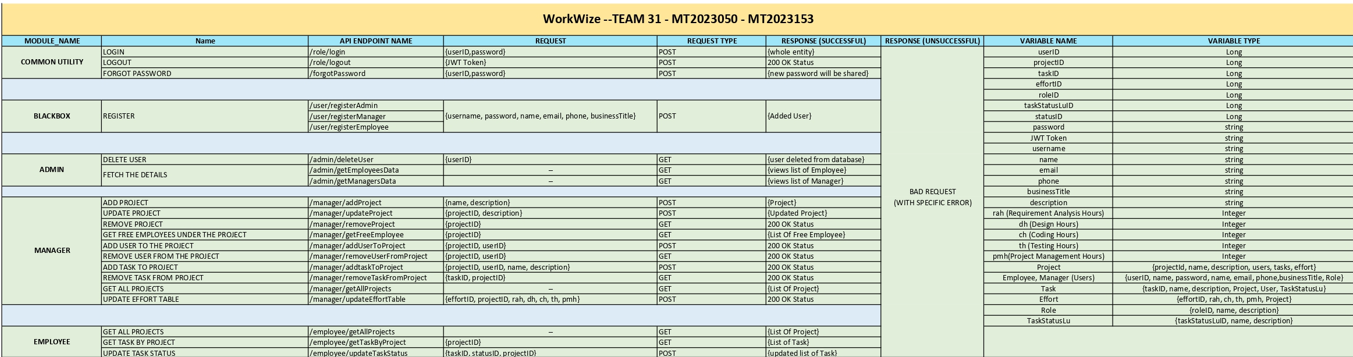 WorkWize --TEAM 31 - MT2023050 - MT2023153
MODULE_NAME Name API ENDPOINT NAME REQUEST REQUEST TYPE RESPONSE (SUCCESSFUL) RESPONSE (UNSUCCESSFUL) VARIABLE NAME VARIABLE TYPE
LOGIN /role/login {userID,password} POST {whole entity} userID Long
COMMON UTILITY LOGOUT /role/logout {JWT Token} POST 200 OK Status projectID Long
FORGOT PASSWORD /forgotPassword {userID,password} POST {new password will be shared} taskID Long
effortID Long
roleID Long
/user/registerAdmin taskStatusLuID Long
BLACKBOX REGISTER /user/registerManager {username, password, name, email, phone, businessTitle} POST {Added User} statusID Long
/user/registerEmployee password string
JWT Token string
username string
DELETE USER /admin/deleteUser {userID} GET {user deleted from database} name string
ADMIN FETCH THE DETAILS /admin/getEmployeesData – GET {views list of Employee} email string
/admin/getManagersData – GET {views list of Manager} phone string
BAD REQUEST businessTitle string
ADD PROJECT /manager/addProject {name, description} POST {Project} (WITH SPECIFIC ERROR) description string
UPDATE PROJECT /manager/updateProject {projectID, description} POST {Updated Project} rah (Requirement Analysis Hours) Integer
REMOVE PROJECT /manager/removeProject {projectID} GET 200 OK Status dh (Design Hours) Integer
GET FREE EMPLOYEES UNDER THE PROJECT /manager/getFreeEmployee {projectID} GET {List Of Free Employee} ch (Coding Hours) Integer
ADD USER TO THE PROJECT /manager/addUserToProject {projectID, userID} POST 200 OK Status th (Testing Hours) Integer
MANAGER REMOVE USER FROM THE PROJECT /manager/removeUserFromProject {projectID, userID} GET 200 OK Status pmh(Project Management Hours) Integer
ADD TASK TO PROJECT /manager/addtaskToProject {projectID, userID, name, description} POST 200 OK Status Project {projectId, name, description, users, tasks, effort}
REMOVE TASK FROM PROJECT /manager/removeTaskFromProject {taskID, projectID} GET 200 OK Status Employee, Manager (Users) {userID, name, password, name, email, phone,businessTitle, Role}
GET ALL PROJECTS /manager/getAllProjects – GET {List Of Project} Task {taskID, name, description, Project, User, TaskStatusLu}
UPDATE EFFORT TABLE /manager/updateEffortTable {effortID, projectID, rah, dh, ch, th, pmh} POST 200 OK Status Effort {effortID, rah, ch, th, pmh, Project}
Role {roleID, name, description}
TaskStatusLu {taskStatusLuID, name, description}
GET ALL PROJECTS /employee/getAllProjects – GET {List Of Project}
EMPLOYEE GET TASK BY PROJECT /employee/getTaskByProject {projectID} GET {List of Task}
UPDATE TASK STATUS /employee/updateTaskStatus {taskID, statusID, projectID} POST {updated list of Task}